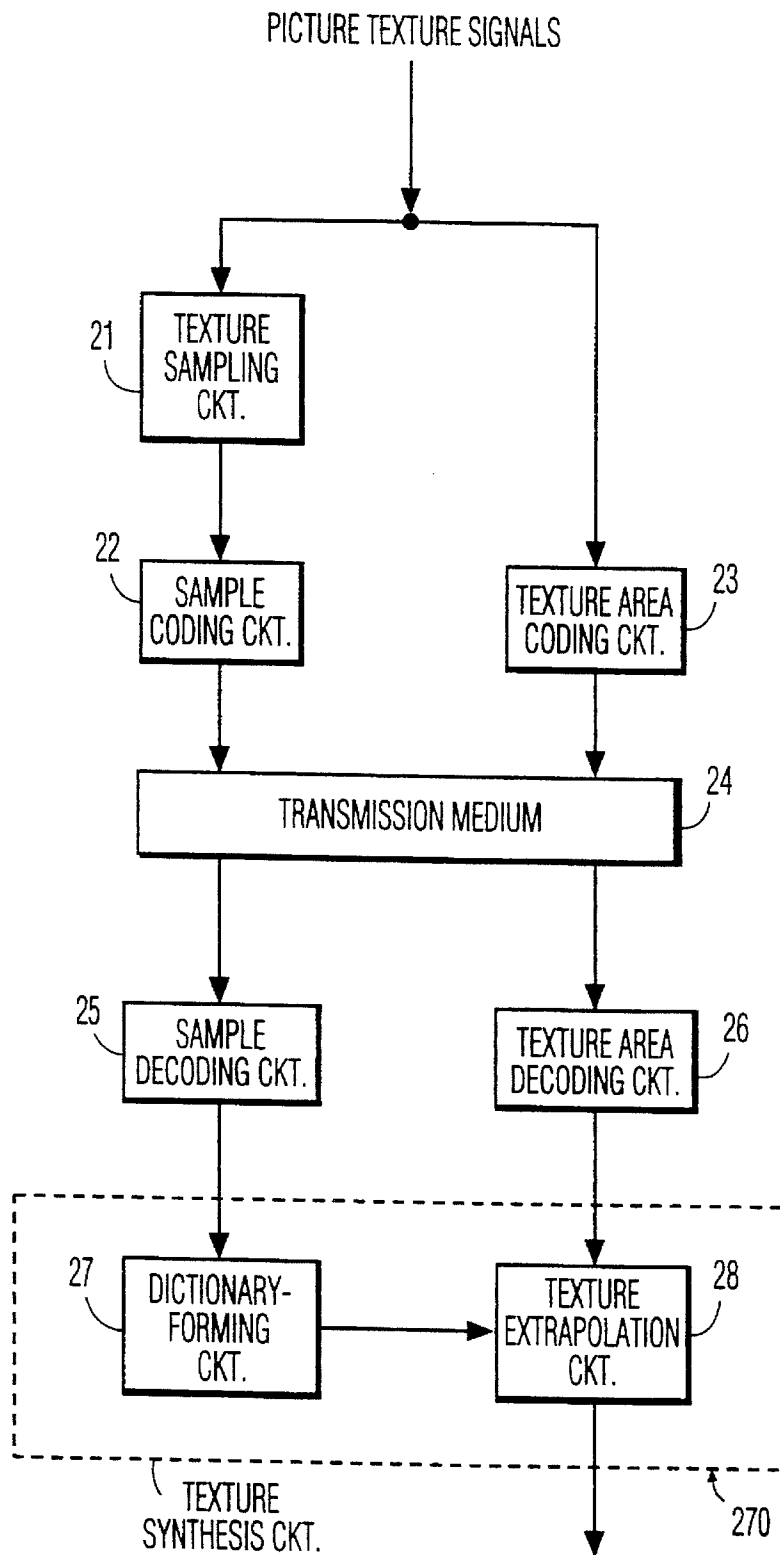 PICTURE TEXTURE SIGNALS
21
TEXTURE
SAMPLING
CKT.
22
SAMPLE
CODING CKT.
23
TEXTURE AREA
CODING CKT.
24
TRANSMISSION MEDIUM
25
SAMPLE
DECODING CKT.
26
TEXTURE AREA
DECODING CKT.
27
DICTIONARY-
FORMING
CKT.
28
TEXTURE
EXTRAPOLATION
CKT.
TEXTURE
SYNTHESIS CKT.
270